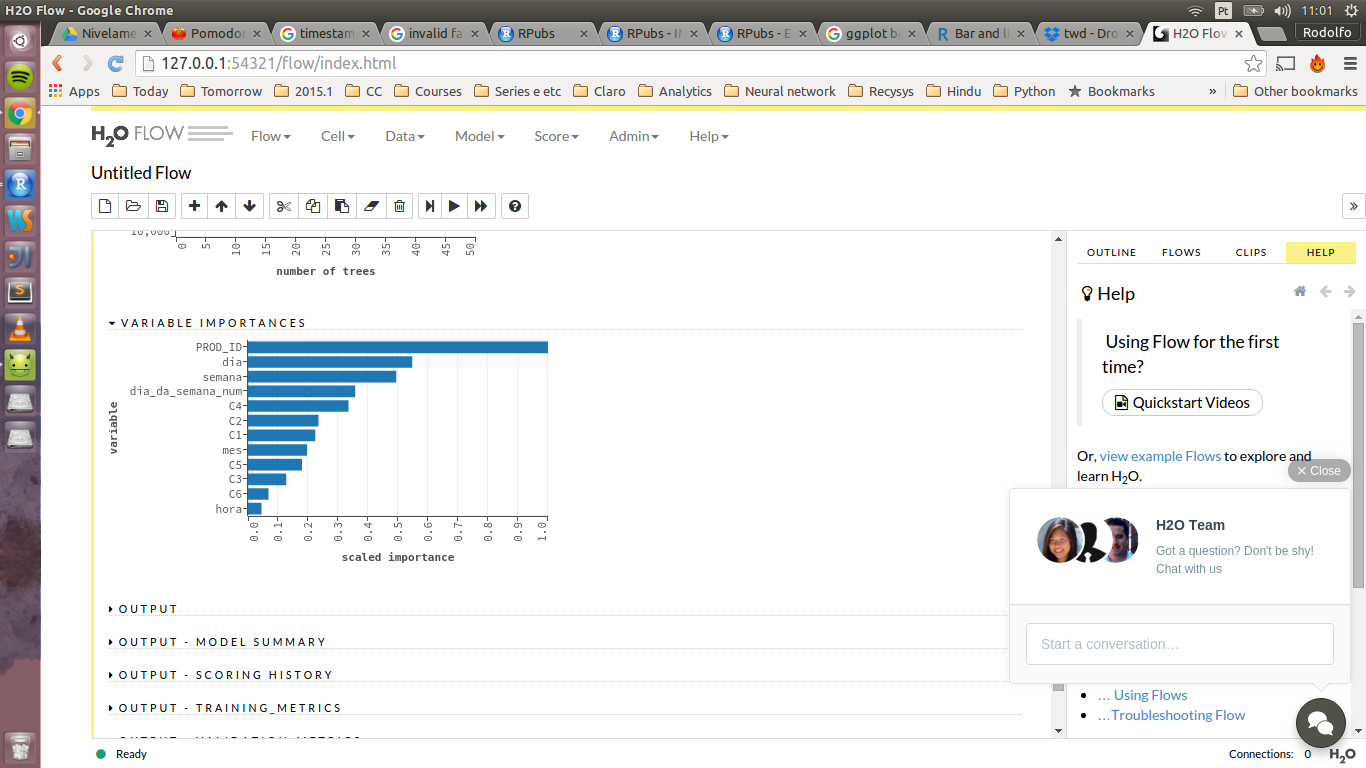 H2O Flow - Google Chrome
Pt
11:01
Nivelame
Pomodor
timestam
invalid fa
RPubs
RPubs - I
RPubs - E
ggplot b
Bar and li
twd - Dro
H2O Flow
Rodolfo
127.0.0.1:54321/flow/index.html
Apps
Today
Tomorrow
2015.1
CC
Courses
Series e etc
Claro
Analytics
Neural network
Recysys
Hindu
Python
Bookmarks
»
Other bookmarks
H2O FLOW
Flow
Cell
Data
Model
Score
Admin
Help
Untitled Flow
10,000
0 5 10 15 20 25 30 35 40 45 50
number of trees
VARIABLE IMPORTANCES
variable
PROD_ID
dia
semana
dia_da_semana_num
C4
C2
C1
mes
C5
C3
C6
hora
0.0 0.1 0.2 0.3 0.4 0.5 0.6 0.7 0.8 0.9 1.0
scaled importance
OUTPUT
OUTPUT - MODEL SUMMARY
OUTPUT - SCORING HISTORY
OUTPUT - TRAINING_METRICS
OUTPUT - VALIDATION_METRICS
OUTLINE
FLOWS
CLIPS
HELP
Help
Using Flow for the first
time?
Quickstart Videos
Or, view example Flows to explore and
learn H2O.
× Close
H2O Team
Got a question? Don't be shy!
Chat with us
Start a conversation…
… Using Flows
…Troubleshooting Flow
Ready
Connections: 0
H2O